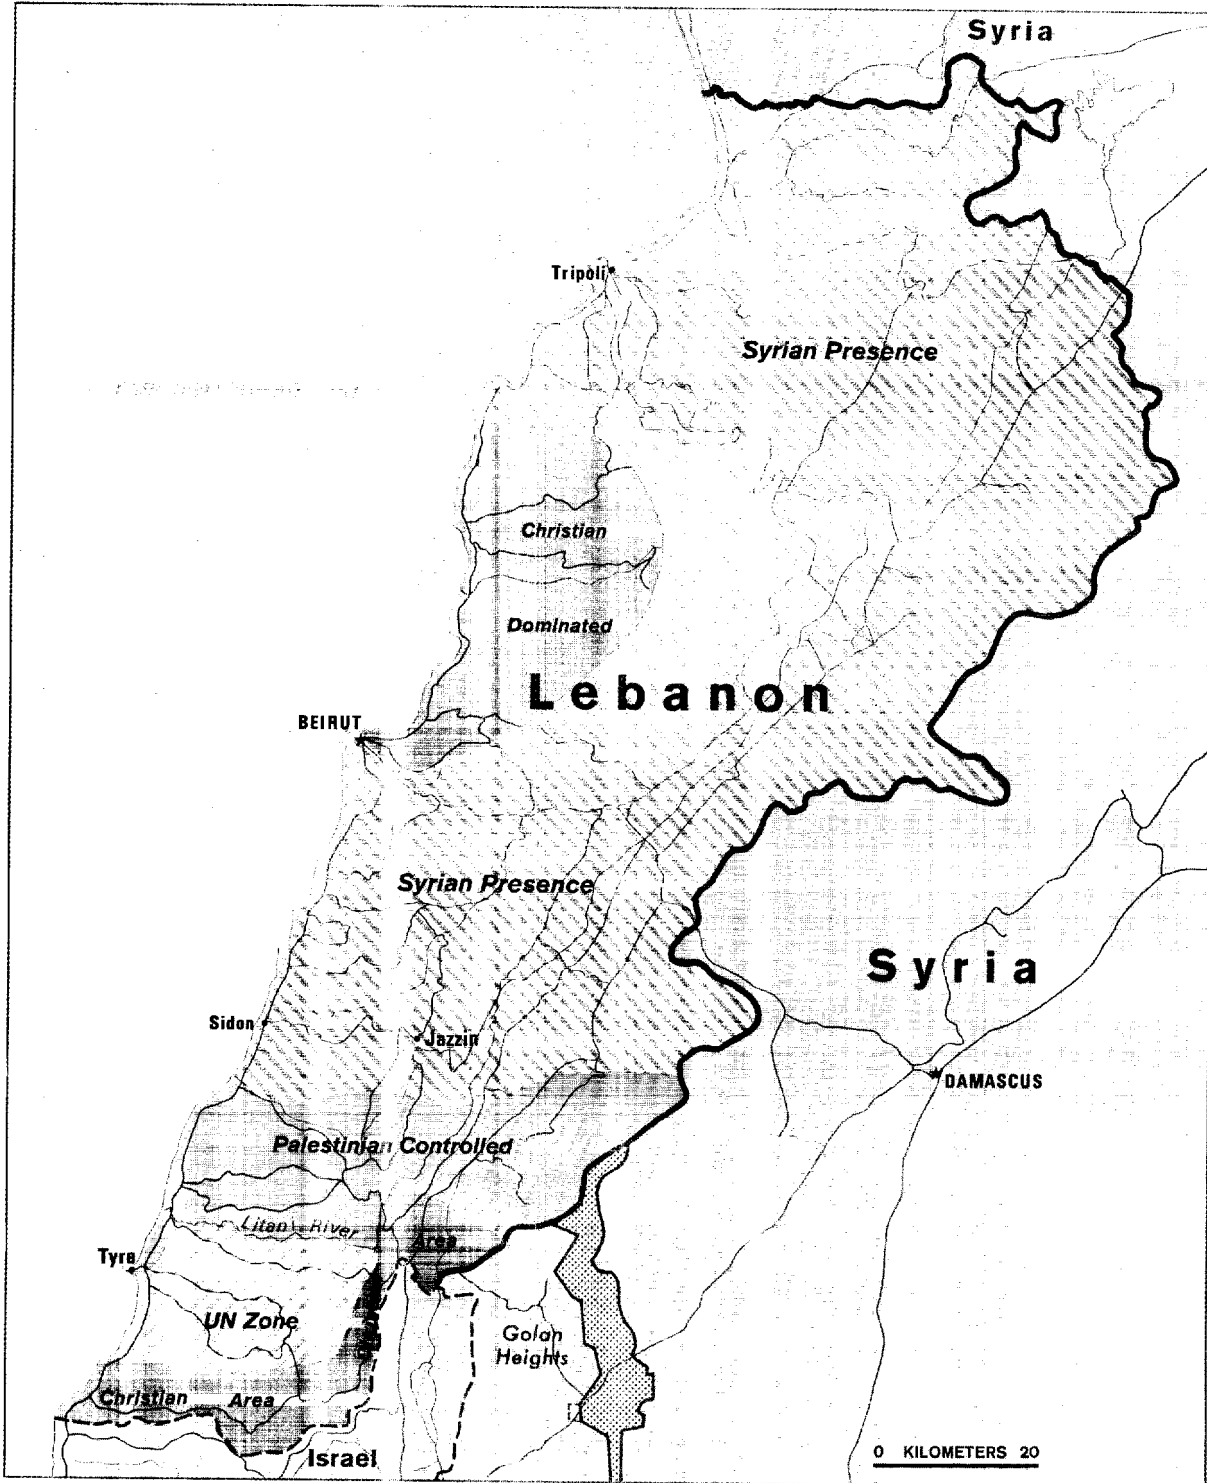 Syria
Tripoli
Syrian Presence
Christian
Dominated
Lebanon
BEIRUT
Syrian Presence
Syria
Sidon
Jazzin
DAMASCUS
Palestinian Controlled
Litani River
Area
Tyre
UN Zone
Golan
Heights
Christian Area
Israel
0 KILOMETERS 20